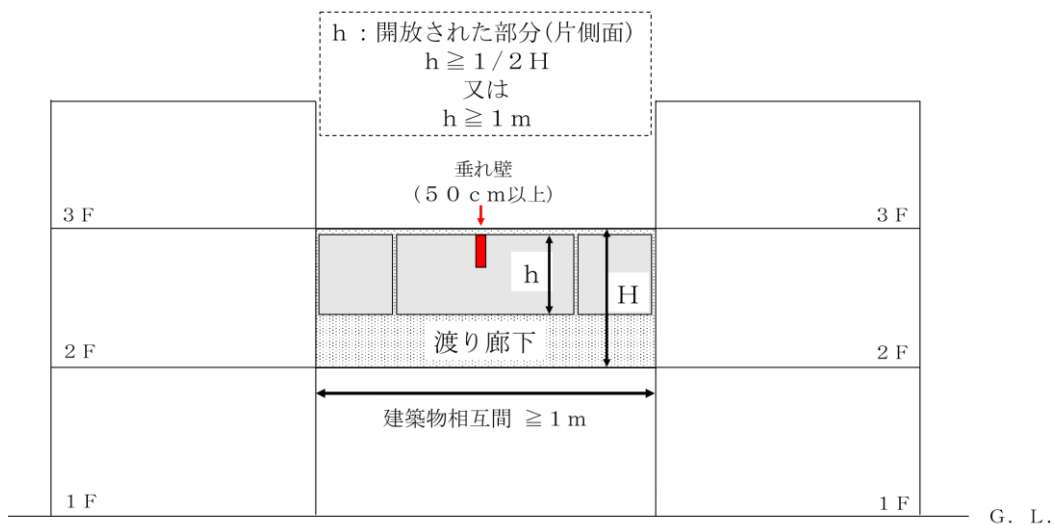 h：開放された部分(片側面)
h≧1/2H
又は
h≧1m
垂れ壁
(50cm以上)
3F
3F
h
H
渡り廊下
2F
2F
建築物相互間 ≧1m
1F
1F
G. L.